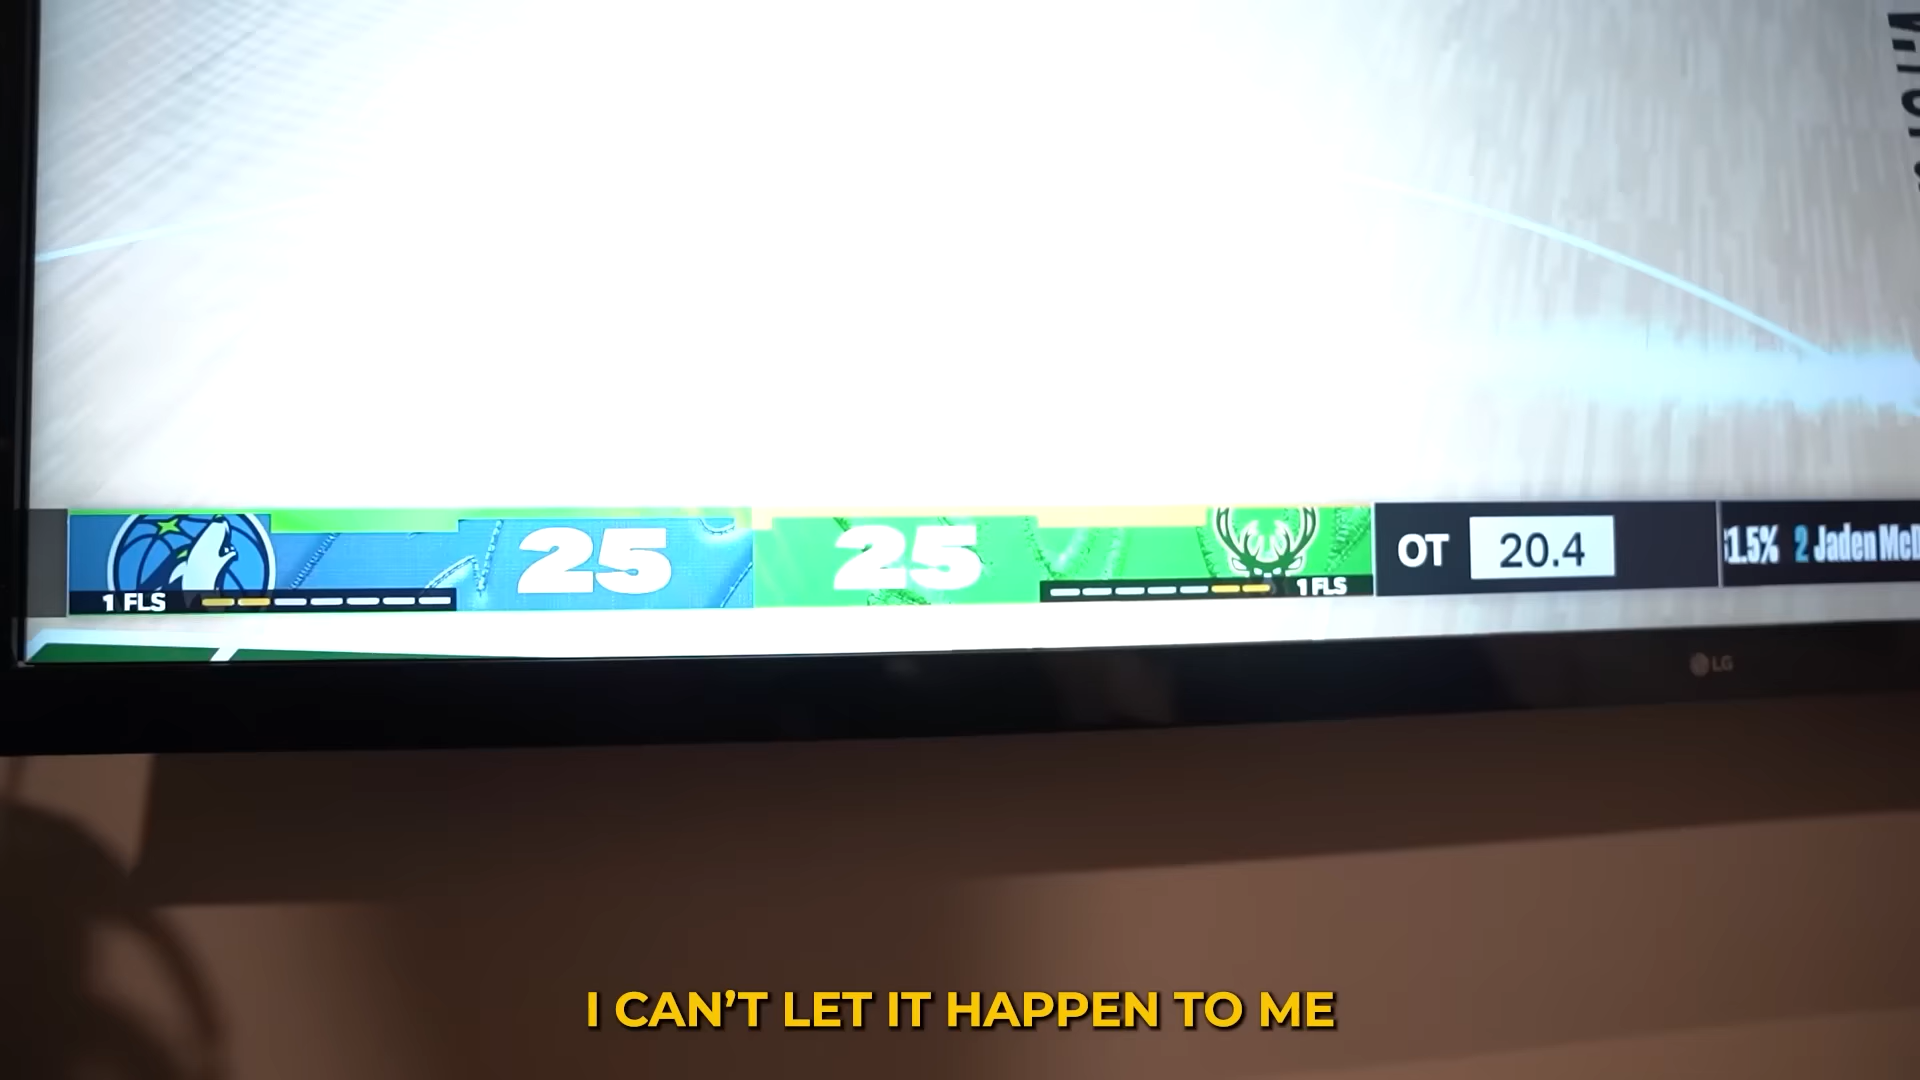 25
25
OT
20.4
1.5%
2 Jaden McD
1 FLS
1 FLS
LG
I CAN'T LET IT HAPPEN TO ME